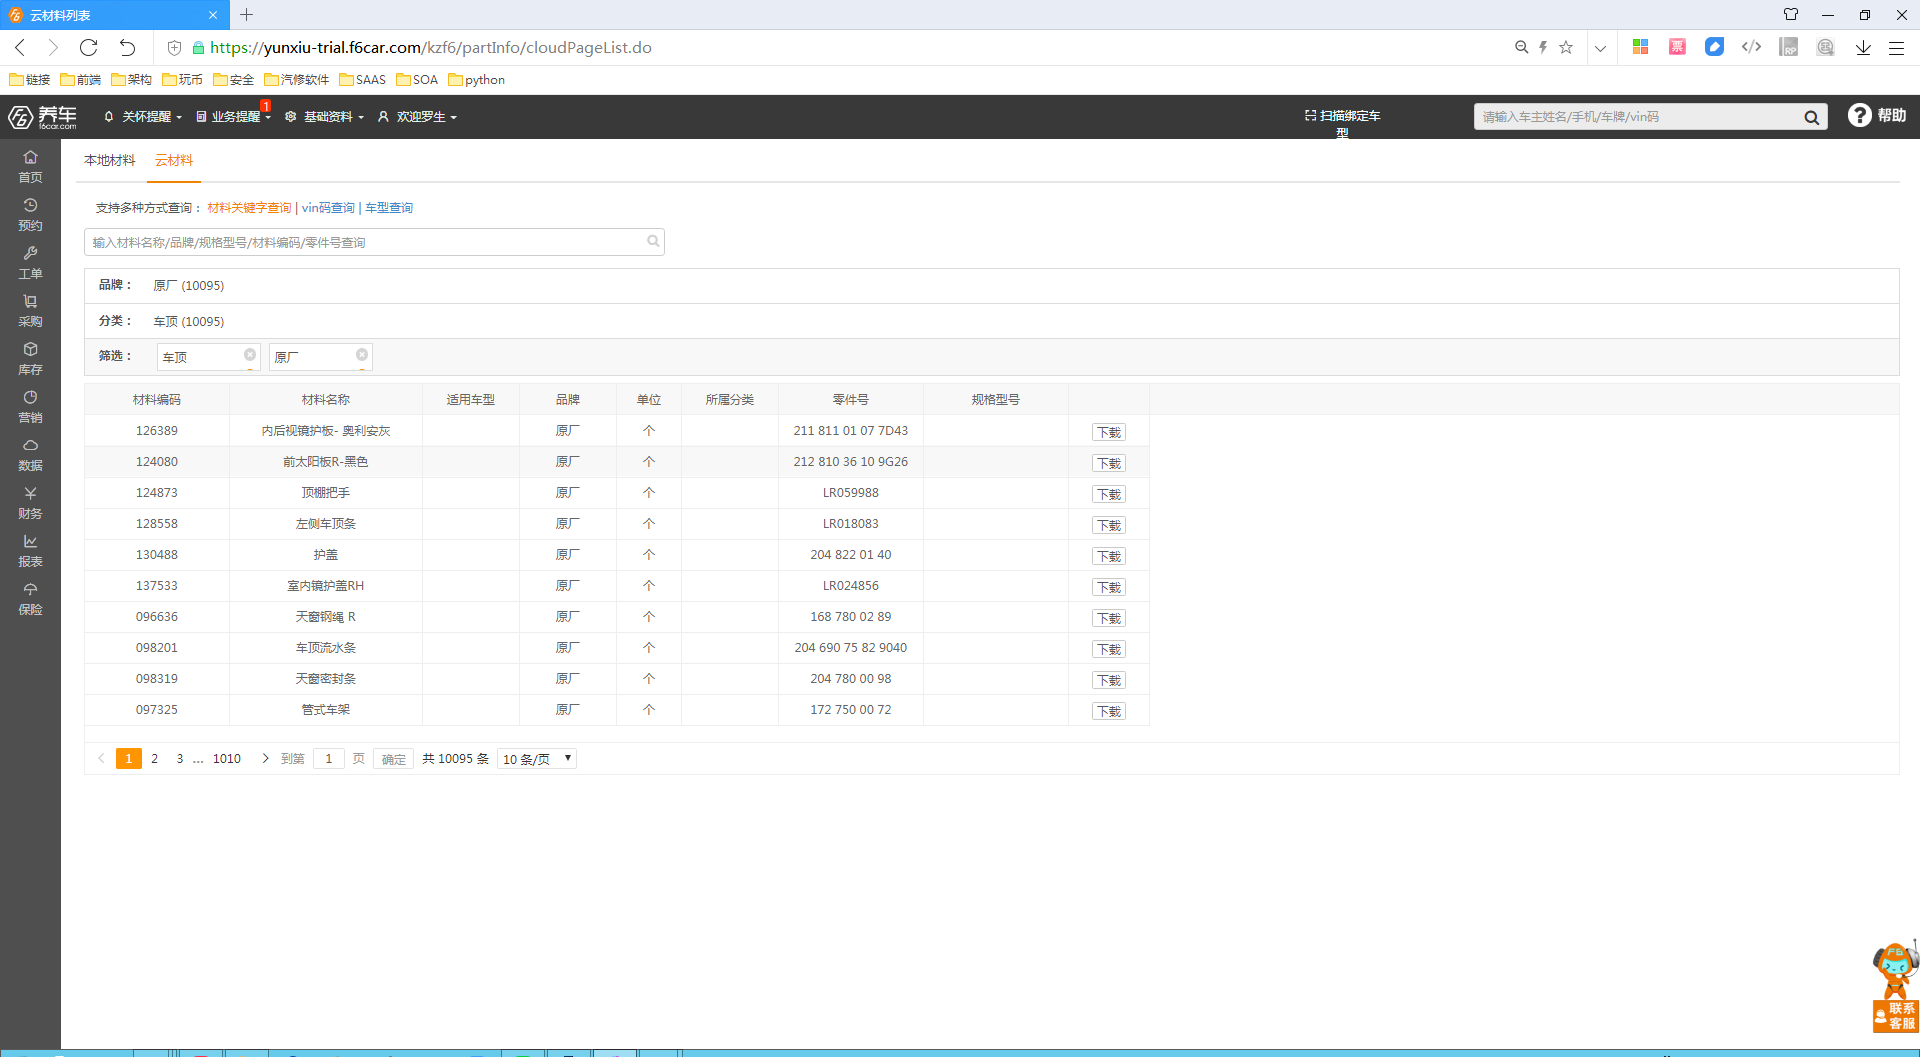 云材料列表
https://yunxiu-trial.f6car.com/kzf6/partInfo/cloudPageList.do
票
RP
链接 前端 架构 玩币 安全 汽修软件 SAAS SOA python
F6 养车 f6car.com
关怀提醒 业务提醒 1 基础资料 欢迎罗生
扫描绑定车型
请输入车主姓名/手机/车牌/vin码
帮助
首页
预约
工单
采购
库存
营销
数据
财务
报表
保险
本地材料 云材料
支持多种方式查询： 材料关键字查询 | vin码查询 | 车型查询
输入材料名称/品牌/规格型号/材料编码/零件号查询
品牌： 原厂 (10095)
分类： 车顶 (10095)
筛选： 车顶 原厂
材料编码 材料名称 适用车型 品牌 单位 所属分类 零件号 规格型号
126389 内后视镜护板- 奥利安灰 原厂 个 211 811 01 07 7D43 下载
124080 前太阳板R-黑色 原厂 个 212 810 36 10 9G26 下载
124873 顶棚把手 原厂 个 LR059988 下载
128558 左侧车顶条 原厂 个 LR018083 下载
130488 护盖 原厂 个 204 822 01 40 下载
137533 室内镜护盖RH 原厂 个 LR024856 下载
096636 天窗钢绳 R 原厂 个 168 780 02 89 下载
098201 车顶流水条 原厂 个 204 690 75 82 9040 下载
098319 天窗密封条 原厂 个 204 780 00 98 下载
097325 管式车架 原厂 个 172 750 00 72 下载
1 2 3 ... 1010 到第 1 页 确定 共 10095 条 10 条/页
F6
联系
客服